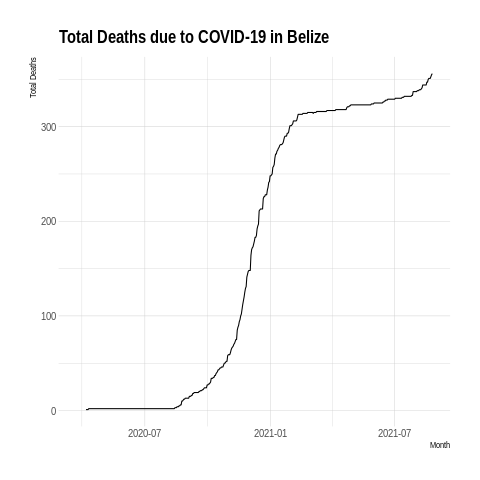 Total Deaths due to COVID-19 in Belize
Total Deaths
300
200
100
0
2020-07
2021-01
2021-07
Month